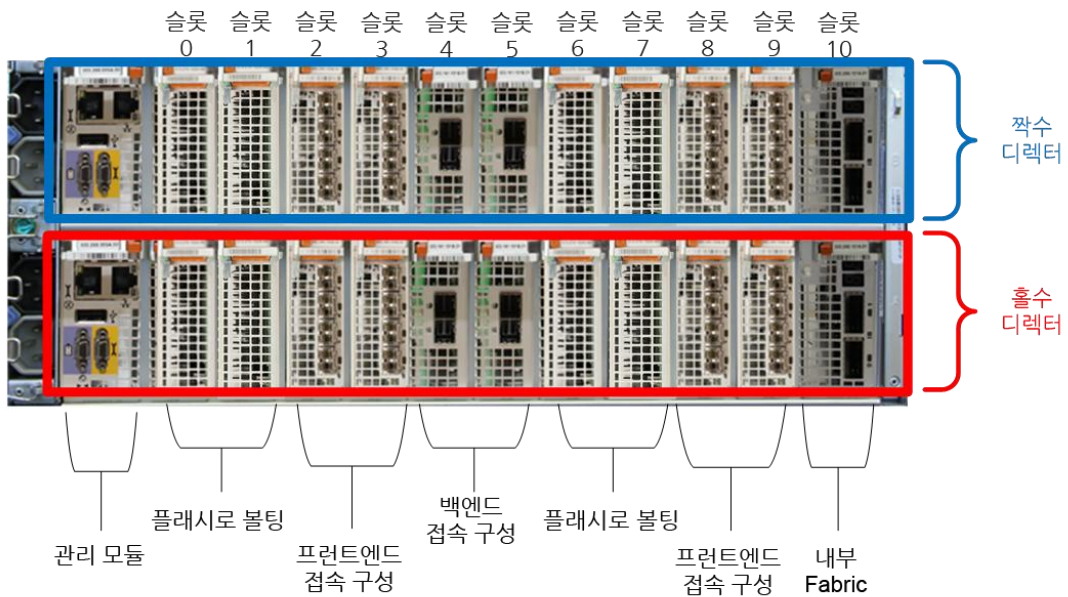 슬롯 슬롯 슬롯 슬롯 슬롯 슬롯 슬롯 슬롯 슬롯 슬롯 슬롯
0 1 2 3 4 5 6 7 8 9 10
짝수
디렉터
홀수
디렉터
관리 모듈
플래시로 볼팅
프런트엔드
접속 구성
백엔드
접속 구성
플래시로 볼팅
프런트엔드
접속 구성
내부
Fabric